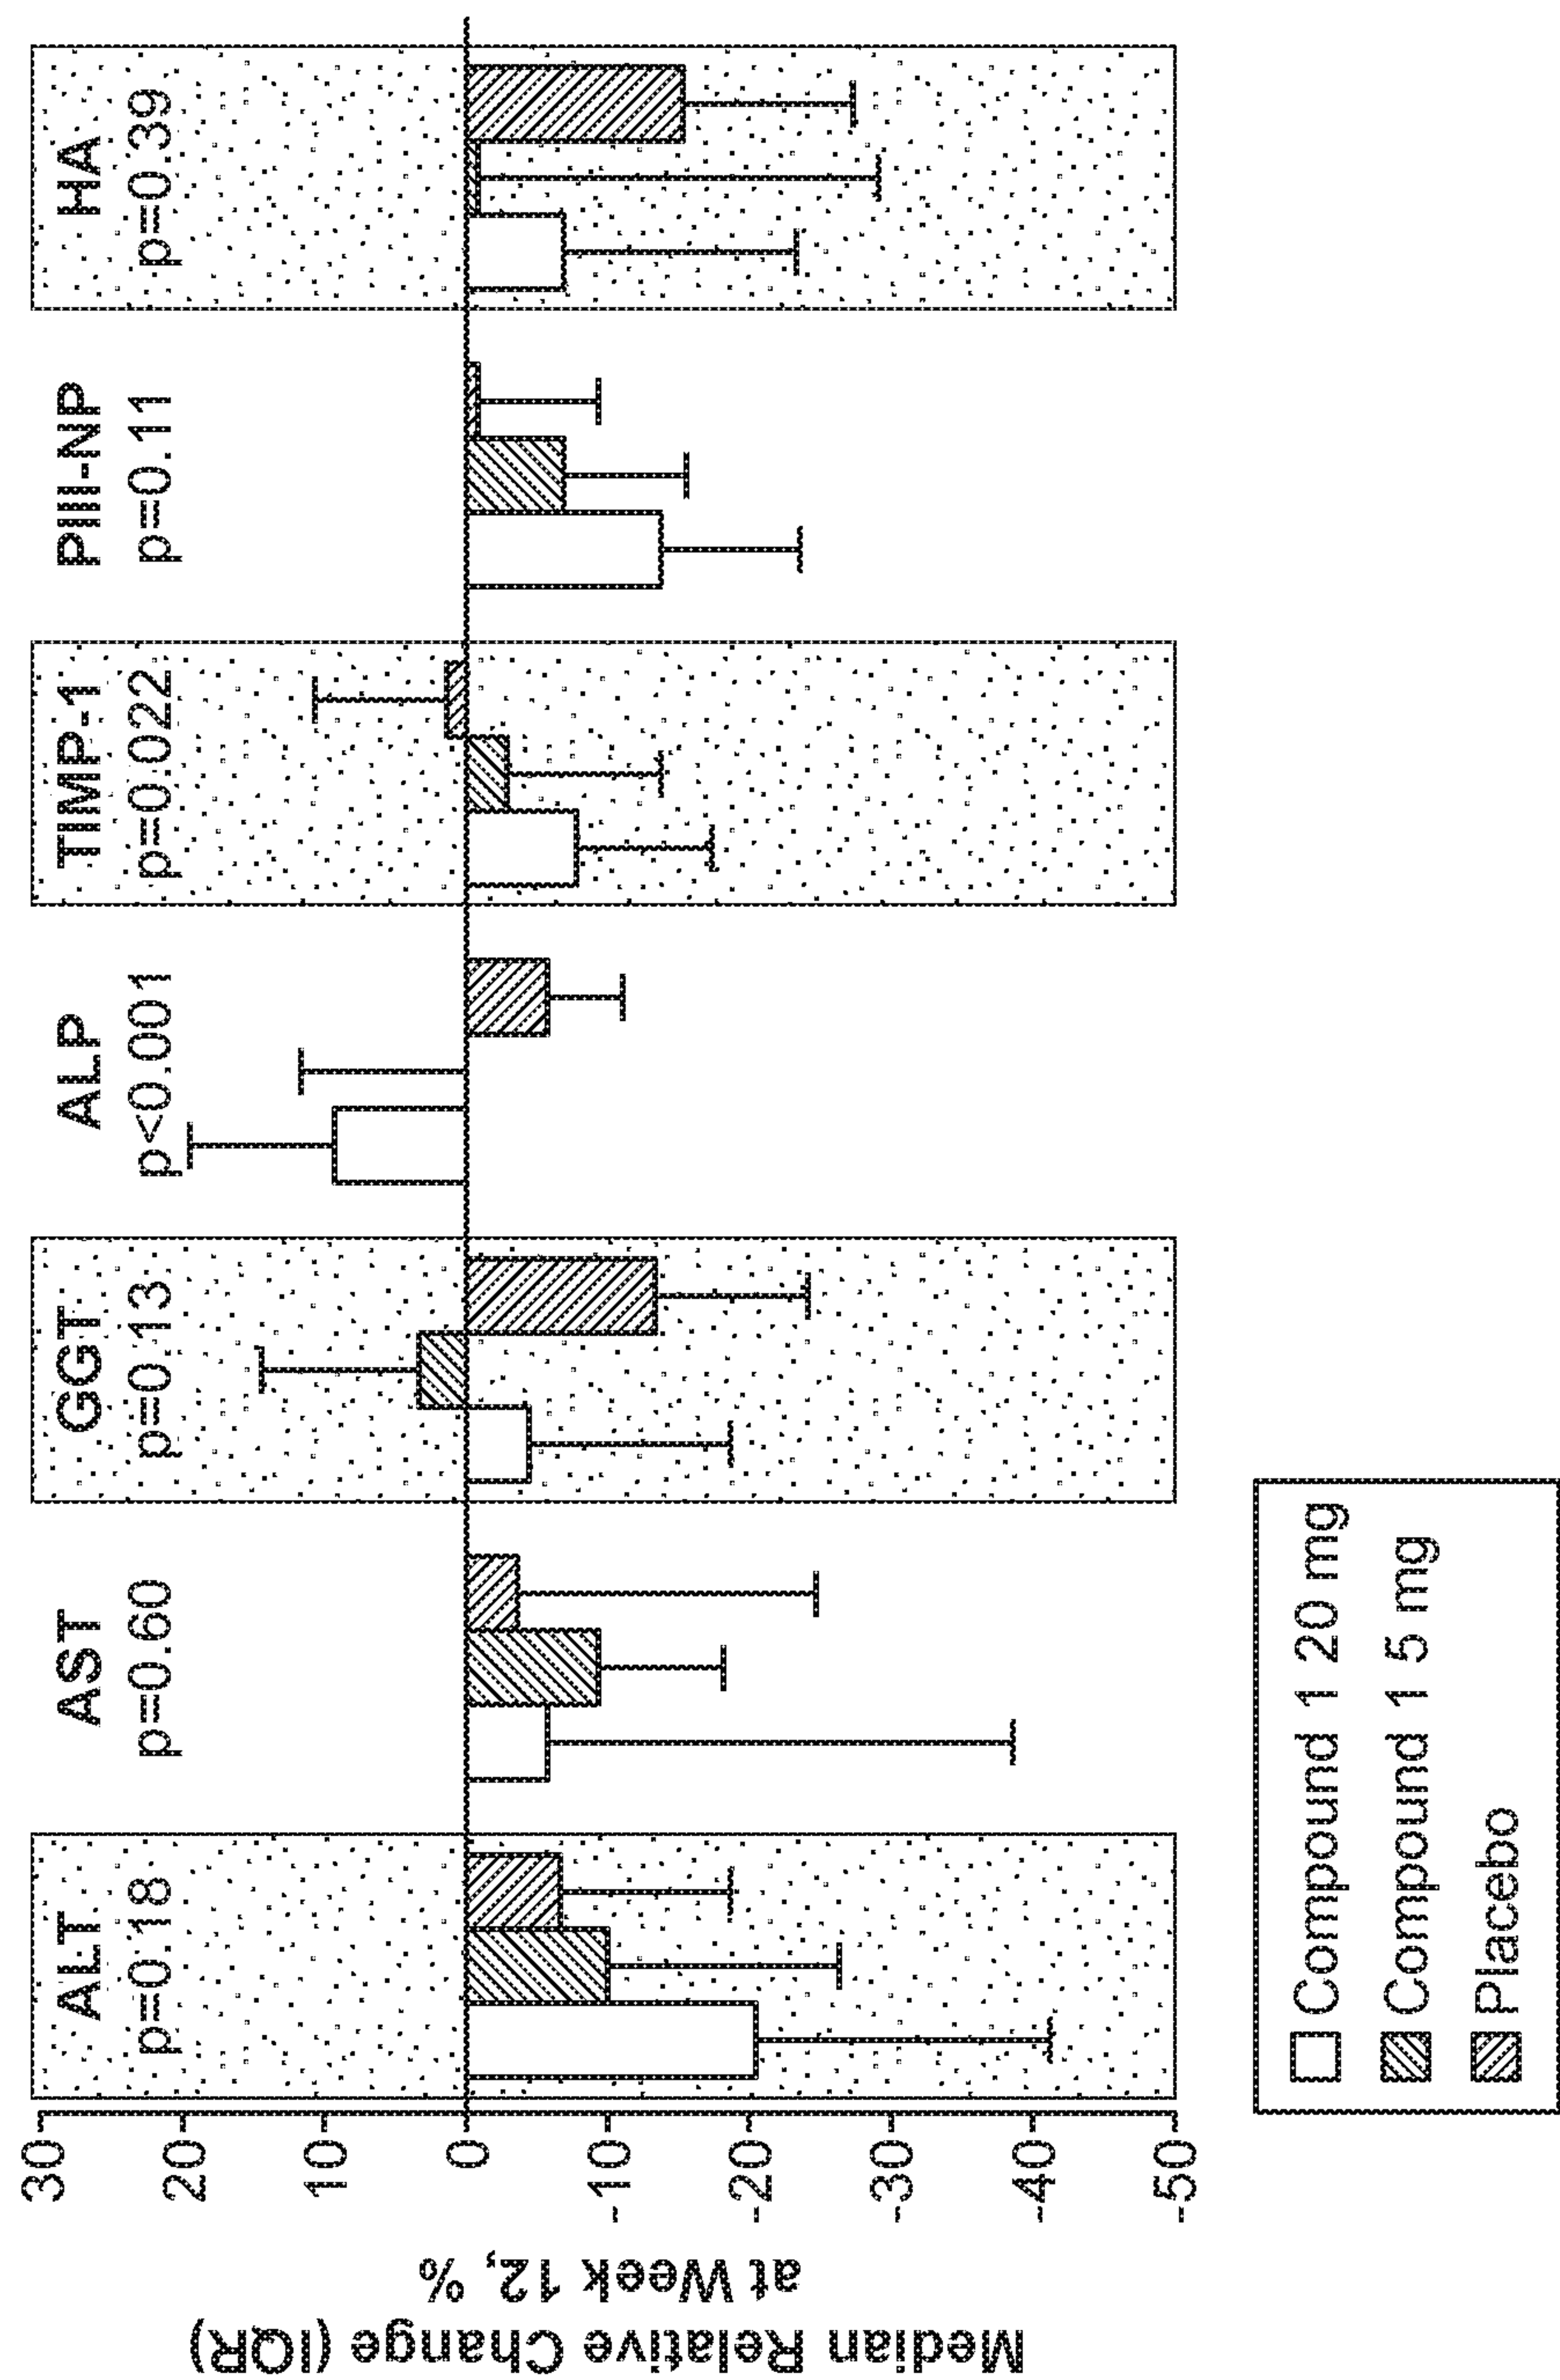 Median Relative Change (IQR)
at Week 12, %
30
20
10
0
-10
-20
-30
-40
-50
ALT
p=0.18
AST
p=0.60
GGT
p=0.13
ALP
p<0.001
TIMP-1
p=0.022
PIII-NP
p=0.11
HA
p=0.39
Compound 1 20 mg
Compound 1 5 mg
Placebo